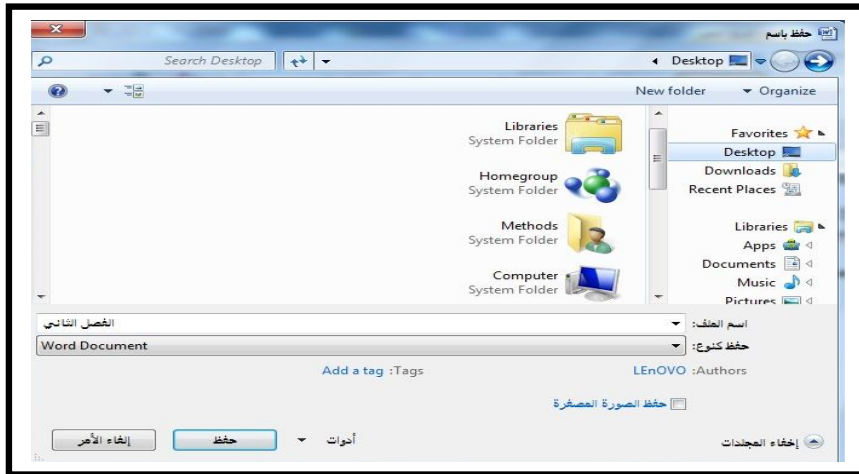 حفظ باسم
Desktop
Search Desktop
Organize
New folder
Favorites
Desktop
Downloads
Recent Places
Libraries
Apps
Documents
Music
Pictures
Libraries
System Folder
Homegroup
System Folder
Methods
System Folder
Computer
System Folder
اسم الملف:
الفصل الثاني
حفظ كنوع:
Word Document
LEnOVO :Authors
Add a tag :Tags
حفظ الصورة المصغرة
إخفاء المجلدات
أدوات
حفظ
إلغاء الأمر